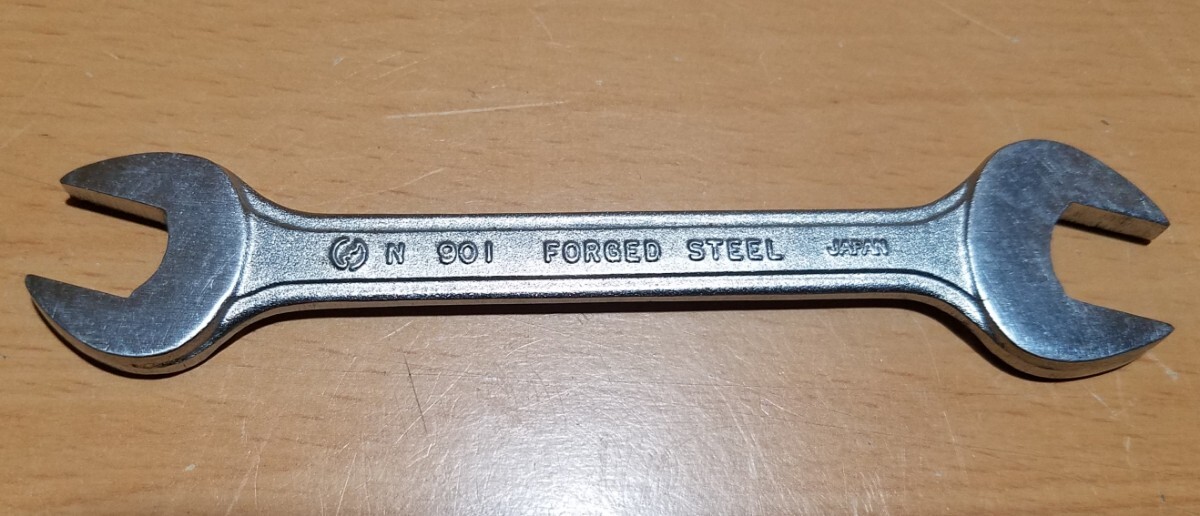 N 901 FORGED STEEL JAPAN